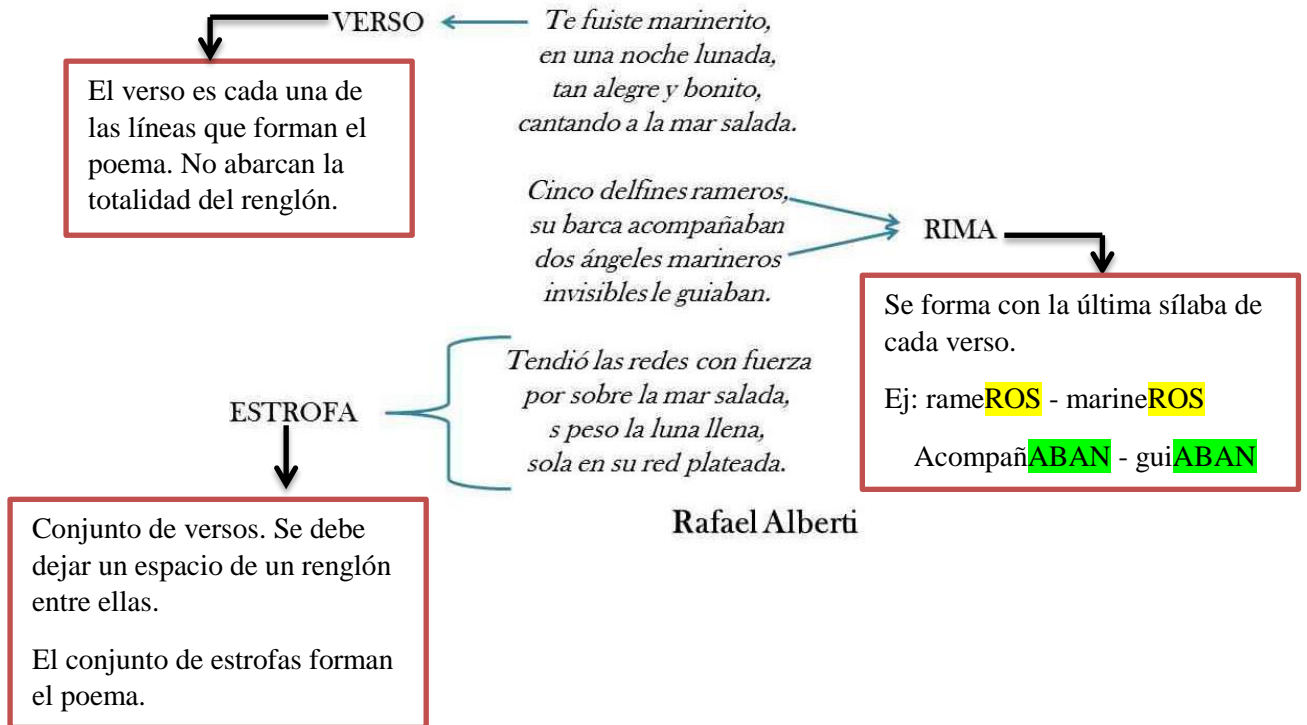 VERSO
El verso es cada una de
las líneas que forman el
poema. No abarcan la
totalidad del renglón.
Te fuiste marinerito,
en una noche lunada,
tan alegre y bonito,
cantando a la mar salada.
Cinco delfines rameros,
su barca acompañaban
dos ángeles marineros
invisibles le guiaban.
RIMA
Se forma con la última sílaba de
cada verso.
Ej: rameROS - marineROS
AcompañABAN - guiABAN
ESTROFA
Tendió las redes con fuerza
por sobre la mar salada,
s peso la luna llena,
sola en su red plateada.
Rafael Alberti
Conjunto de versos. Se debe
dejar un espacio de un renglón
entre ellas.
El conjunto de estrofas forman
el poema.